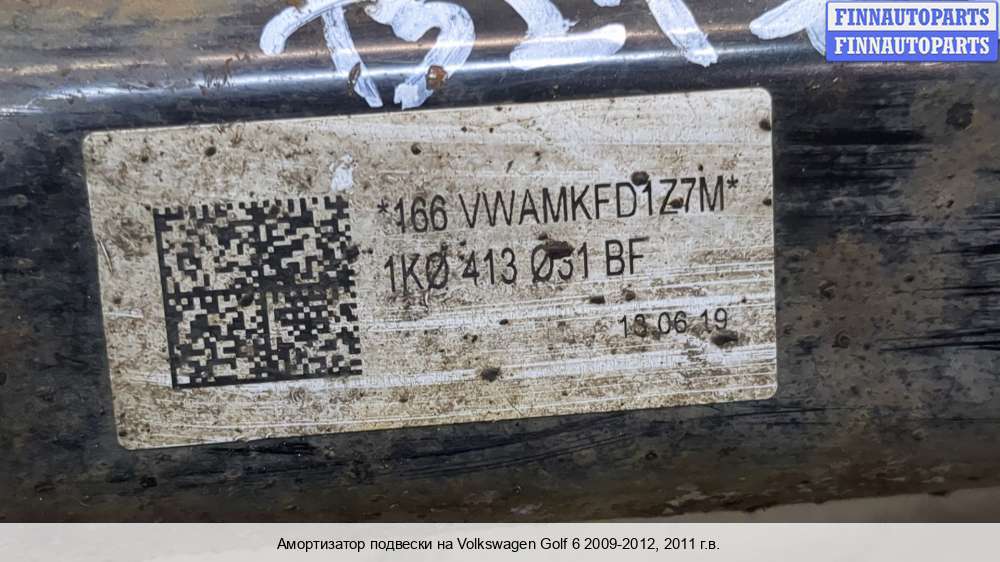 FINNAUTOPARTS
FINNAUTOPARTS
*166 VWAMKFD1Z7M*
1KØ 413 Ø31 BF
13 06 19
Амортизатор подвески на Volkswagen Golf 6 2009-2012, 2011 г.в.